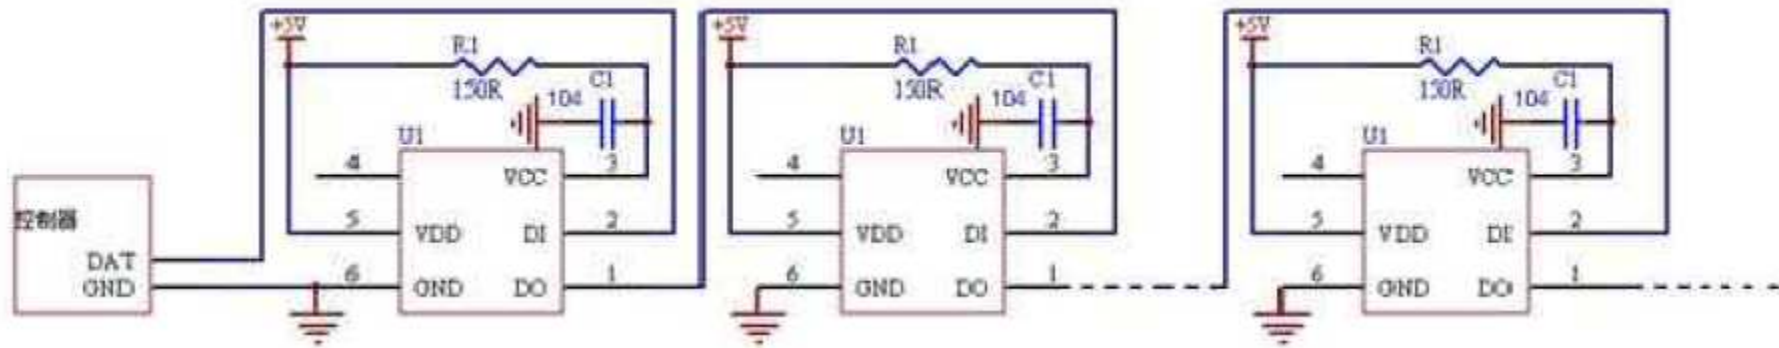 +5V
R1
150R
C1
104
U1
4
3
VCC
5
VDD
DI
2
6
GND
DO
1
控制器
DAT
GND
+5V
R1
150R
C1
104
U1
4
3
VCC
5
VDD
DI
2
6
GND
DO
1
+5V
R1
150R
C1
104
U1
4
3
VCC
5
VDD
DI
2
6
GND
DO
1